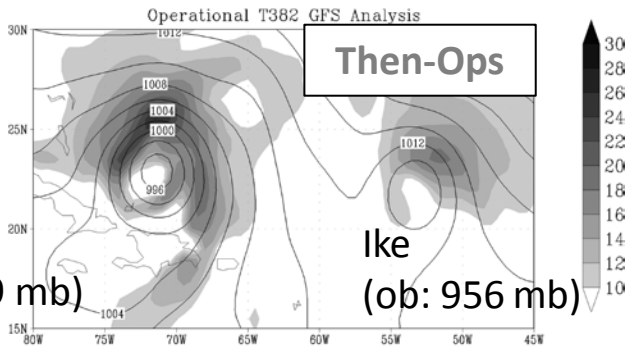 Operational T382 GFS Analysis
Then-Ops
30N
1012
1008
1004
25N
1000
1012
996
20N
Ike
(ob: 956 mb)
mb)
1004
15N
80W 75W 70W 65W 60W 55W 50W 45W
30
28
26
24
22
20
18
16
14
12
10